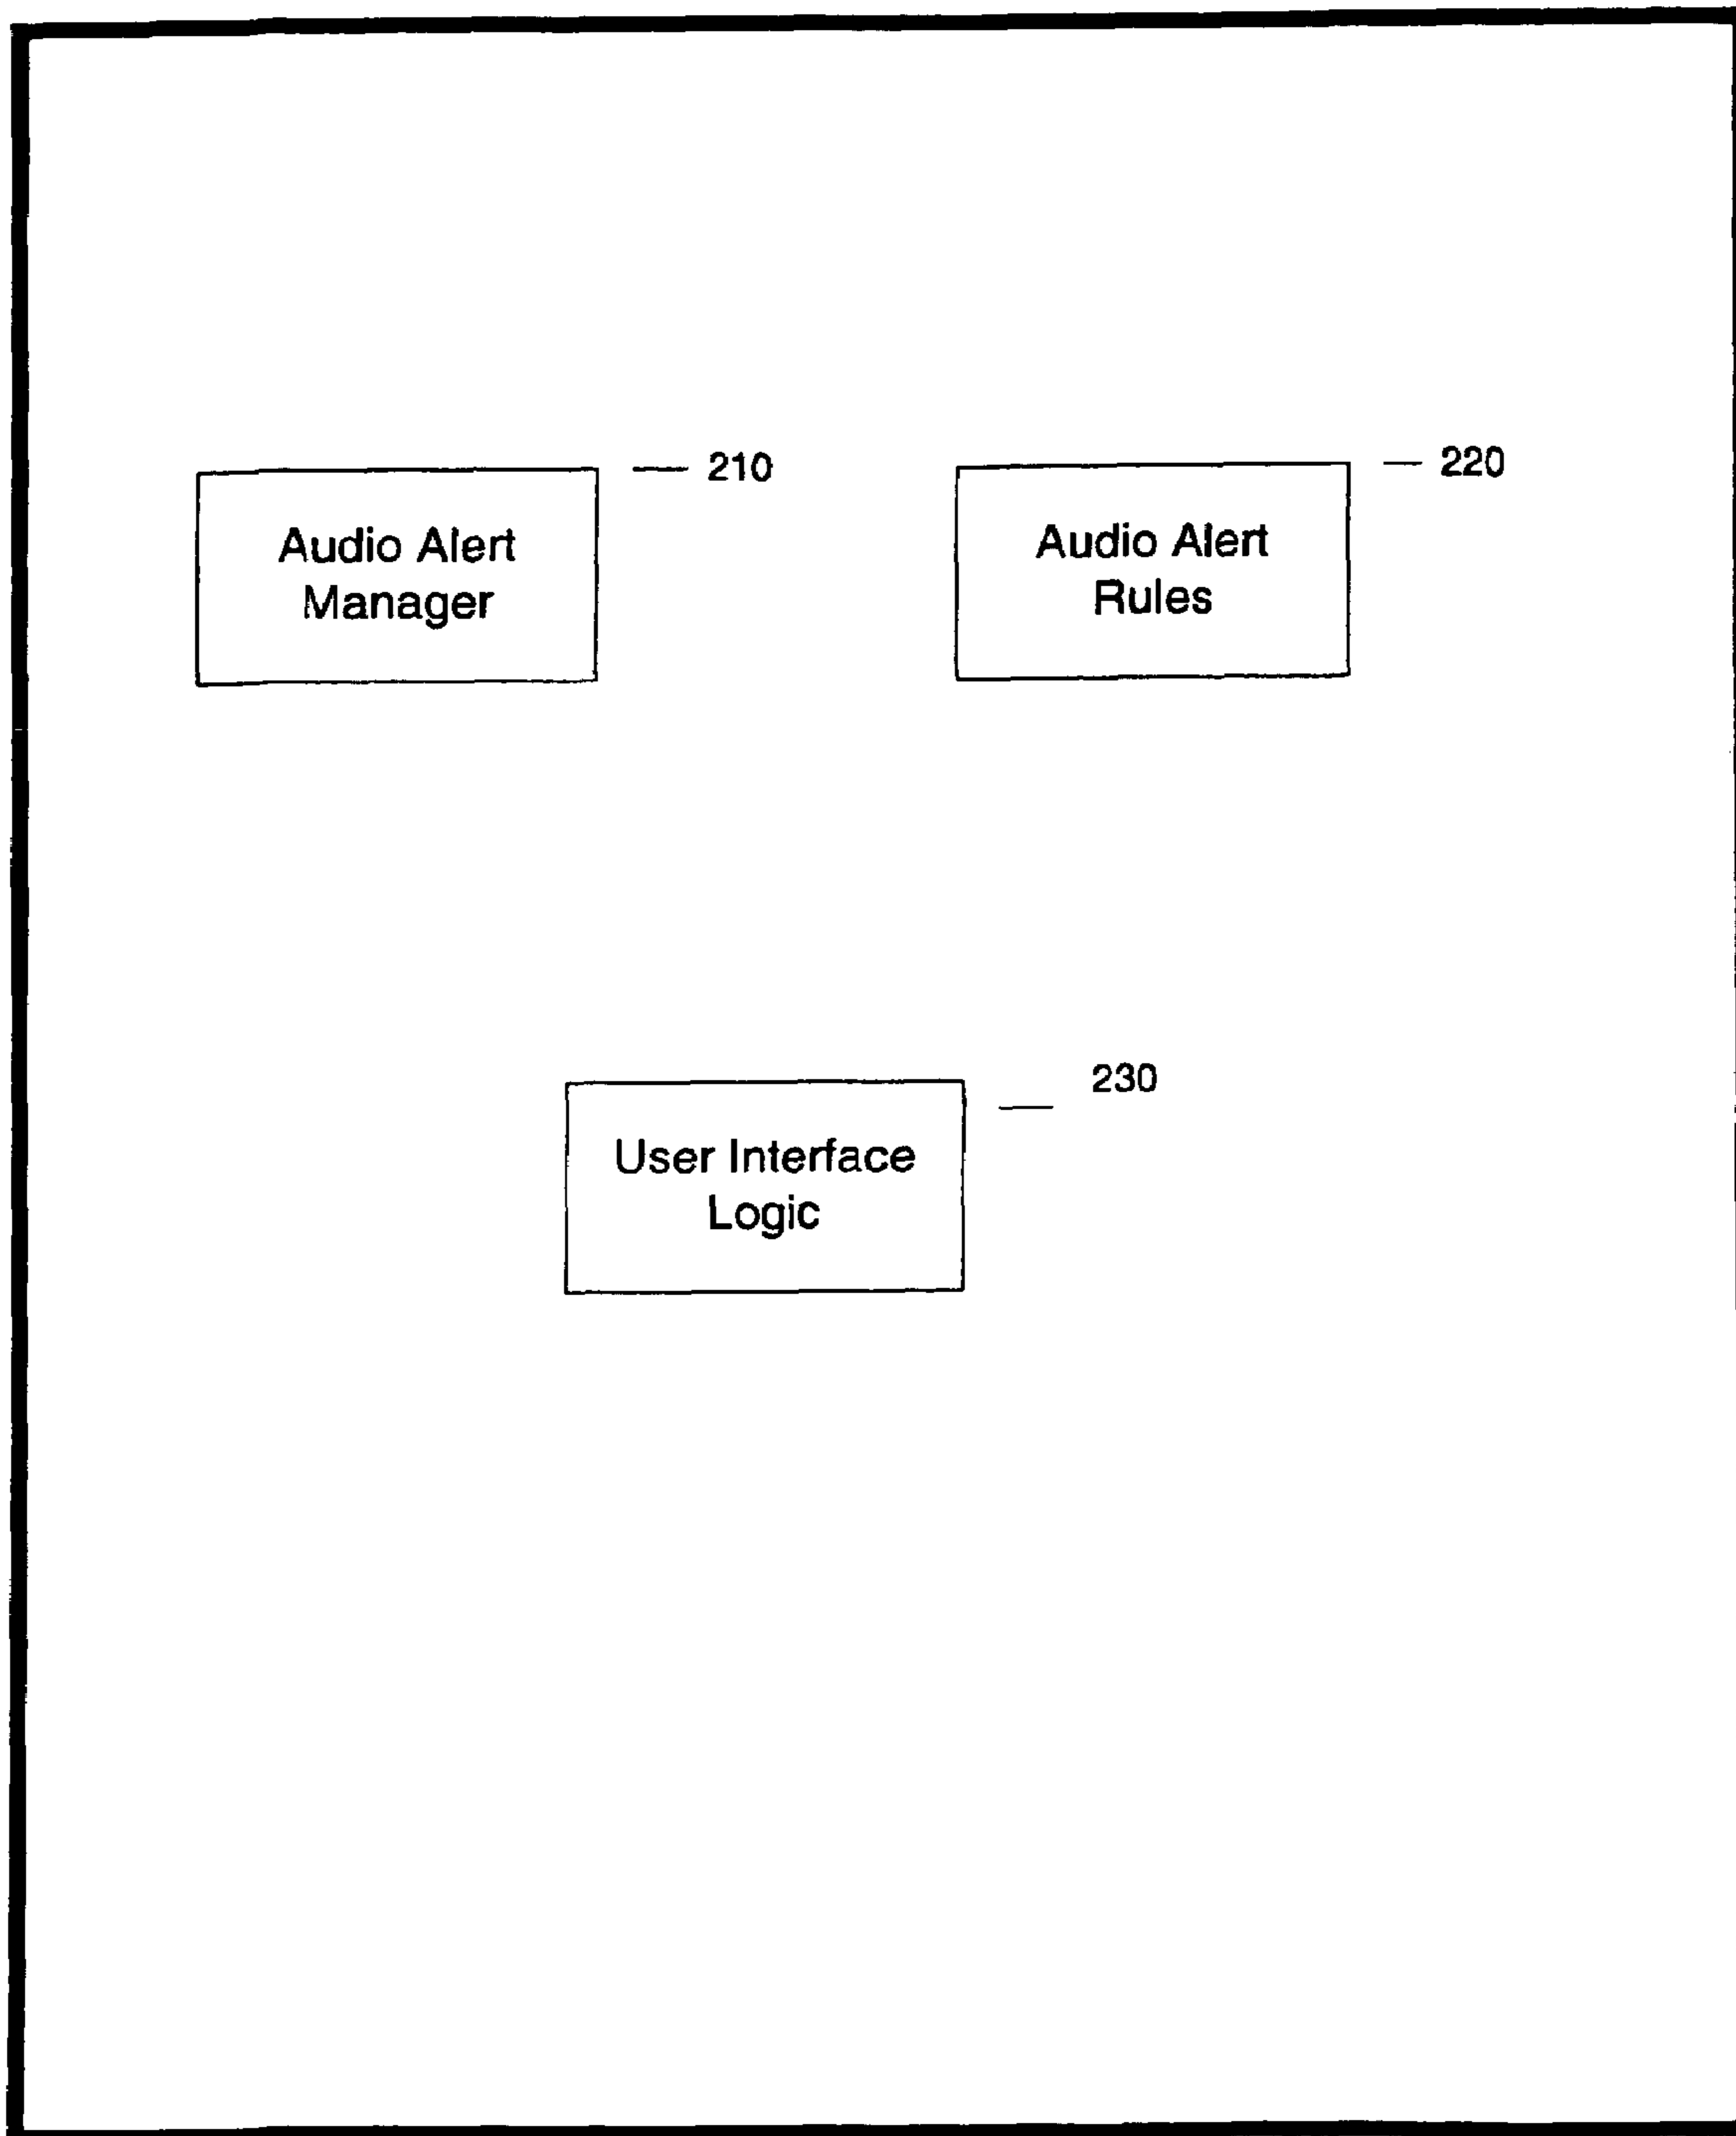 210
Audio Alert
Manager
220
Audio Alert
Rules
230
User Interface
Logic